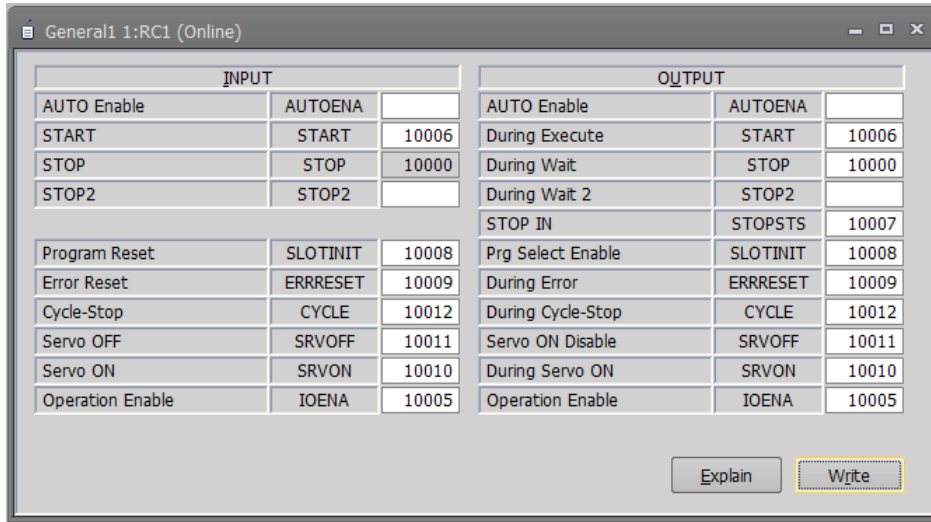 General1 1:RC1 (Online)
INPUT OUTPUT
AUTO Enable AUTOENA AUTO Enable AUTOENA
START START 10006 During Execute START 10006
STOP STOP 10000 During Wait STOP 10000
STOP2 STOP2 During Wait 2 STOP2
STOP IN STOPSTS 10007
Program Reset SLOTINIT 10008 Prg Select Enable SLOTINIT 10008
Error Reset ERRRESET 10009 During Error ERRRESET 10009
Cycle-Stop CYCLE 10012 During Cycle-Stop CYCLE 10012
Servo OFF SRVOFF 10011 Servo ON Disable SRVOFF 10011
Servo ON SRVON 10010 During Servo ON SRVON 10010
Operation Enable IOENA 10005 Operation Enable IOENA 10005
Explain Write